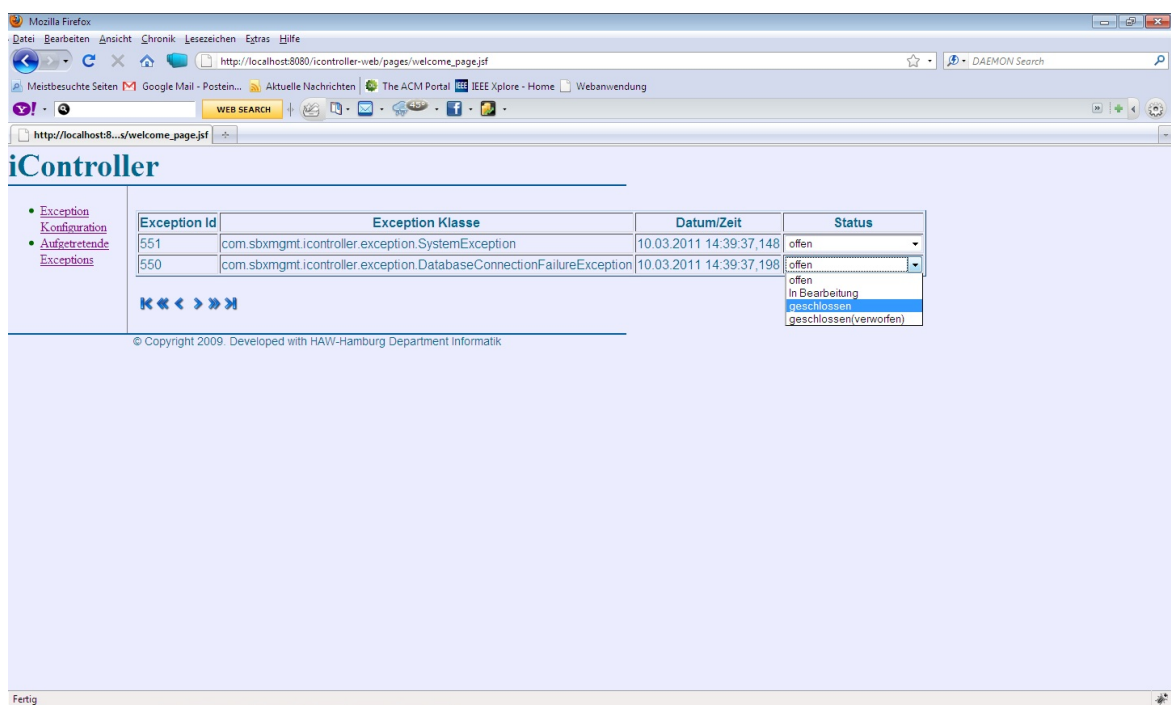 Mozilla Firefox
Datei Bearbeiten Ansicht Chronik Lesezeichen Extras Hilfe
http://localhost:8080/icontroller-web/pages/welcome_page.jsf
DAEMON Search
Meistbesuchte Seiten Google Mail - Postein... Aktuelle Nachrichten The ACM Portal IEEE Xplore - Home Webanwendung
WEB SEARCH
http://localhost:8...s/welcome_page.jsf
iController
Exception Konfiguration
Aufgetretende Exceptions
Exception Id Exception Klasse Datum/Zeit Status
551 com.sbxmgmt.icontroller.exception.SystemException 10.03.2011 14:39:37,148 offen
550 com.sbxmgmt.icontroller.exception.DatabaseConnectionFailureException 10.03.2011 14:39:37,198 offen
offen
In Bearbeitung
geschlossen
geschlossen(verworfen)
© Copyright 2009. Developed with HAW-Hamburg Department Informatik
Fertig